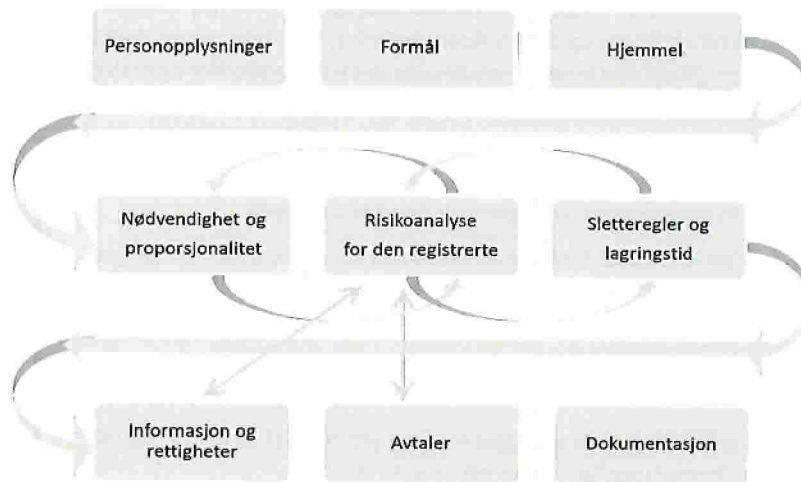 Personopplysninger
Formål
Hjemmel
Nødvendighet og
proporsjonalitet
Risikoanalyse
for den registrerte
Sletteregler og
lagringstid
Informasjon og
rettigheter
Avtaler
Dokumentasjon